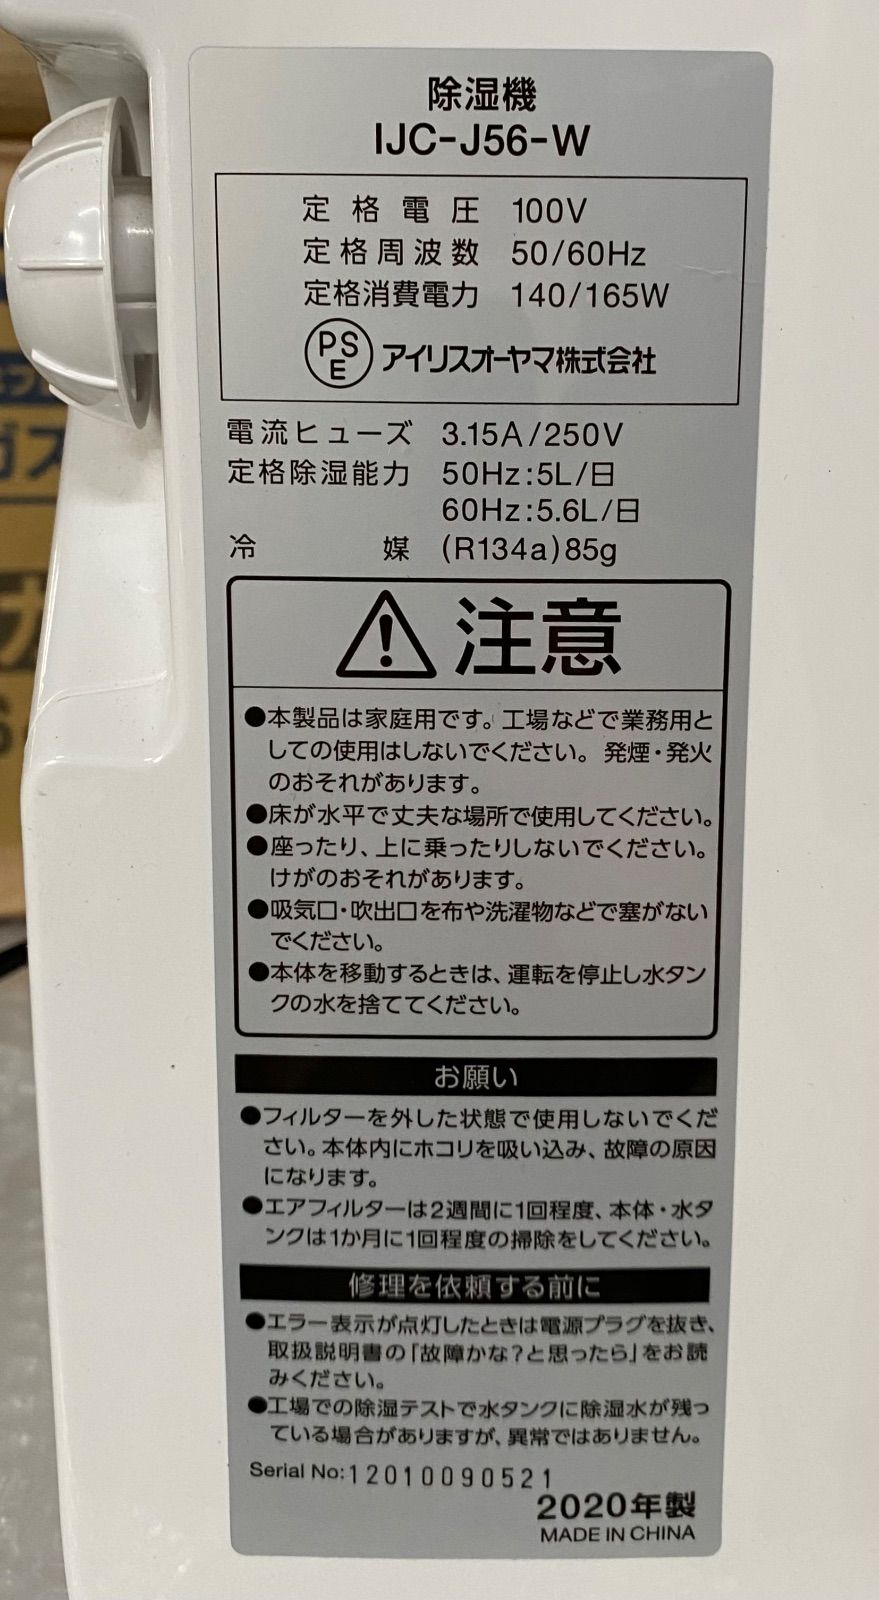 除湿機
IJC-J56-W
定格電圧 100V
定格周波数 50/60Hz
定格消費電力 140/165W
PSE アイリスオーヤマ株式会社
電流ヒューズ 3.15A/250V
定格除湿能力 50Hz:5L/日
60Hz:5.6L/日
冷媒 (R134a)85g
注意
●本製品は家庭用です。工場などで業務用と
しての使用はしないでください。発煙・発火
のおそれがあります。
●床が水平で丈夫な場所で使用してください。
●座ったり、上に乗ったりしないでください。
けがのおそれがあります。
●吸気口・吹出口を布や洗濯物などで塞がない
でください。
●本体を移動するときは、運転を停止し水タン
クの水を捨ててください。
お願い
●フィルターを外した状態で使用しないでくだ
さい。本体内にホコリを吸い込み、故障の原因
になります。
●エアフィルターは2週間に1回程度、本体・水タ
ンクは1か月に1回程度の掃除をしてください。
修理を依頼する前に
●エラー表示が点灯したときは電源プラグを抜き、
取扱説明書の「故障かな?と思ったら」をお読
みください。
●工場での除湿テストで水タンクに除湿水が残っ
ている場合がありますが、異常ではありません。
Serial No:12010090521
2020年製
MADE IN CHINA